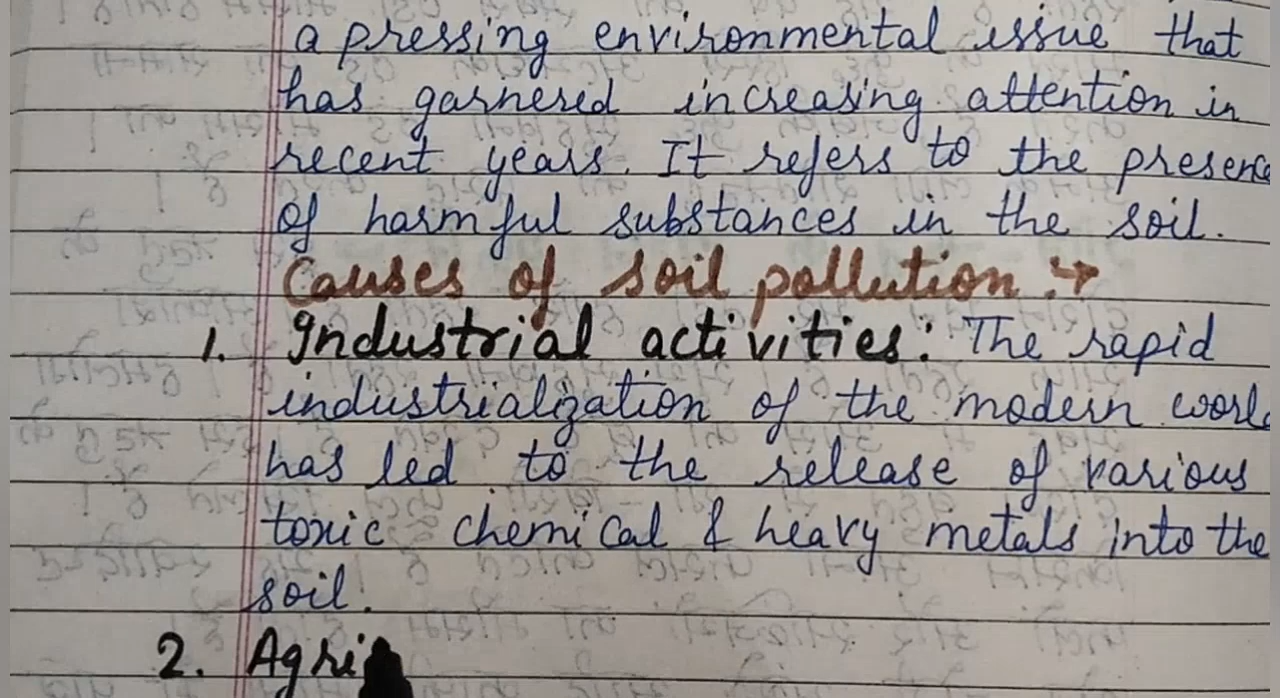 a pressing environmental issue that
has garnered increasing attention in
recent years. It refers to the presence
of harmful substances in the soil.
Causes of soil pollution :→
1. Industrial activities: The rapid
industrialization of the modern world
has led to the release of various
toxic chemical & heavy metals into the
soil.
2. Agri